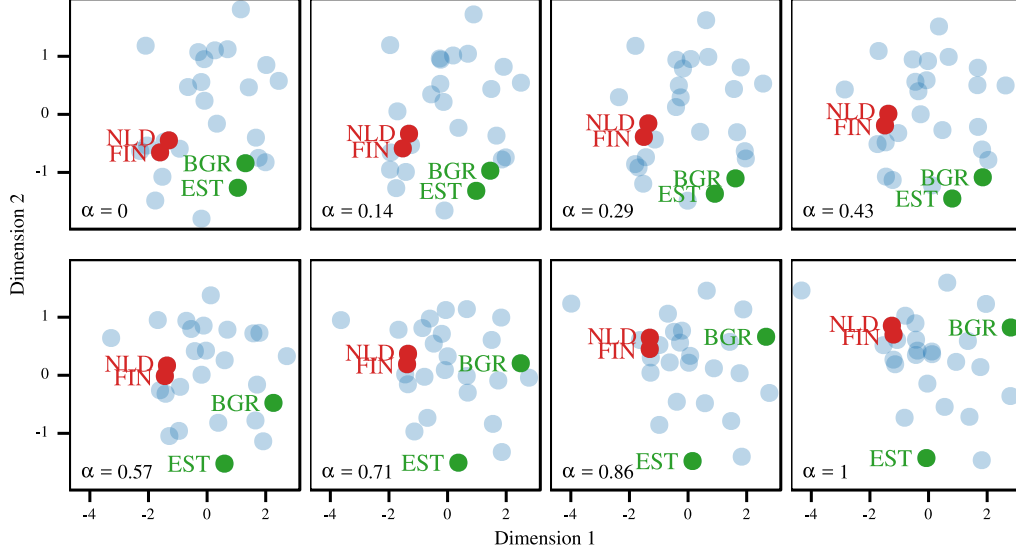 Dimension 2
1
0
-1
NLD
FIN
BGR
EST
α = 0
NLD
FIN
BGR
EST
α = 0.14
NLD
FIN
BGR
EST
α = 0.29
NLD
FIN
BGR
EST
α = 0.43
1
0
-1
NLD
FIN
BGR
EST
α = 0.57
NLD
FIN
BGR
EST
α = 0.71
NLD
FIN
BGR
EST
α = 0.86
NLD
FIN
BGR
EST
α = 1
-4 -2 0 2 -4 -2 0 2 -4 -2 0 2 -4 -2 0 2
Dimension 1